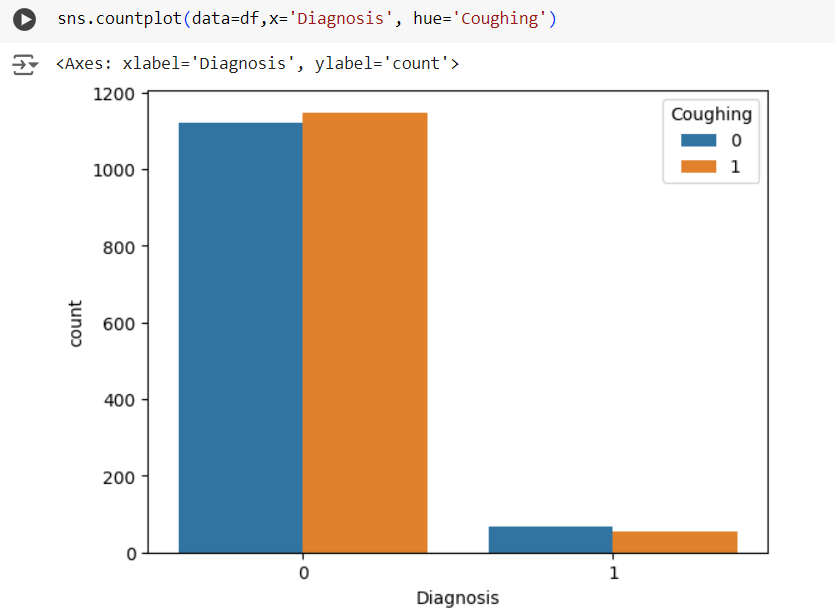 sns.countplot(data=df,x='Diagnosis', hue='Coughing')
<Axes: xlabel='Diagnosis', ylabel='count'>
Coughing
0
1
1200
1000
800
600
400
200
0
count
0 1
Diagnosis